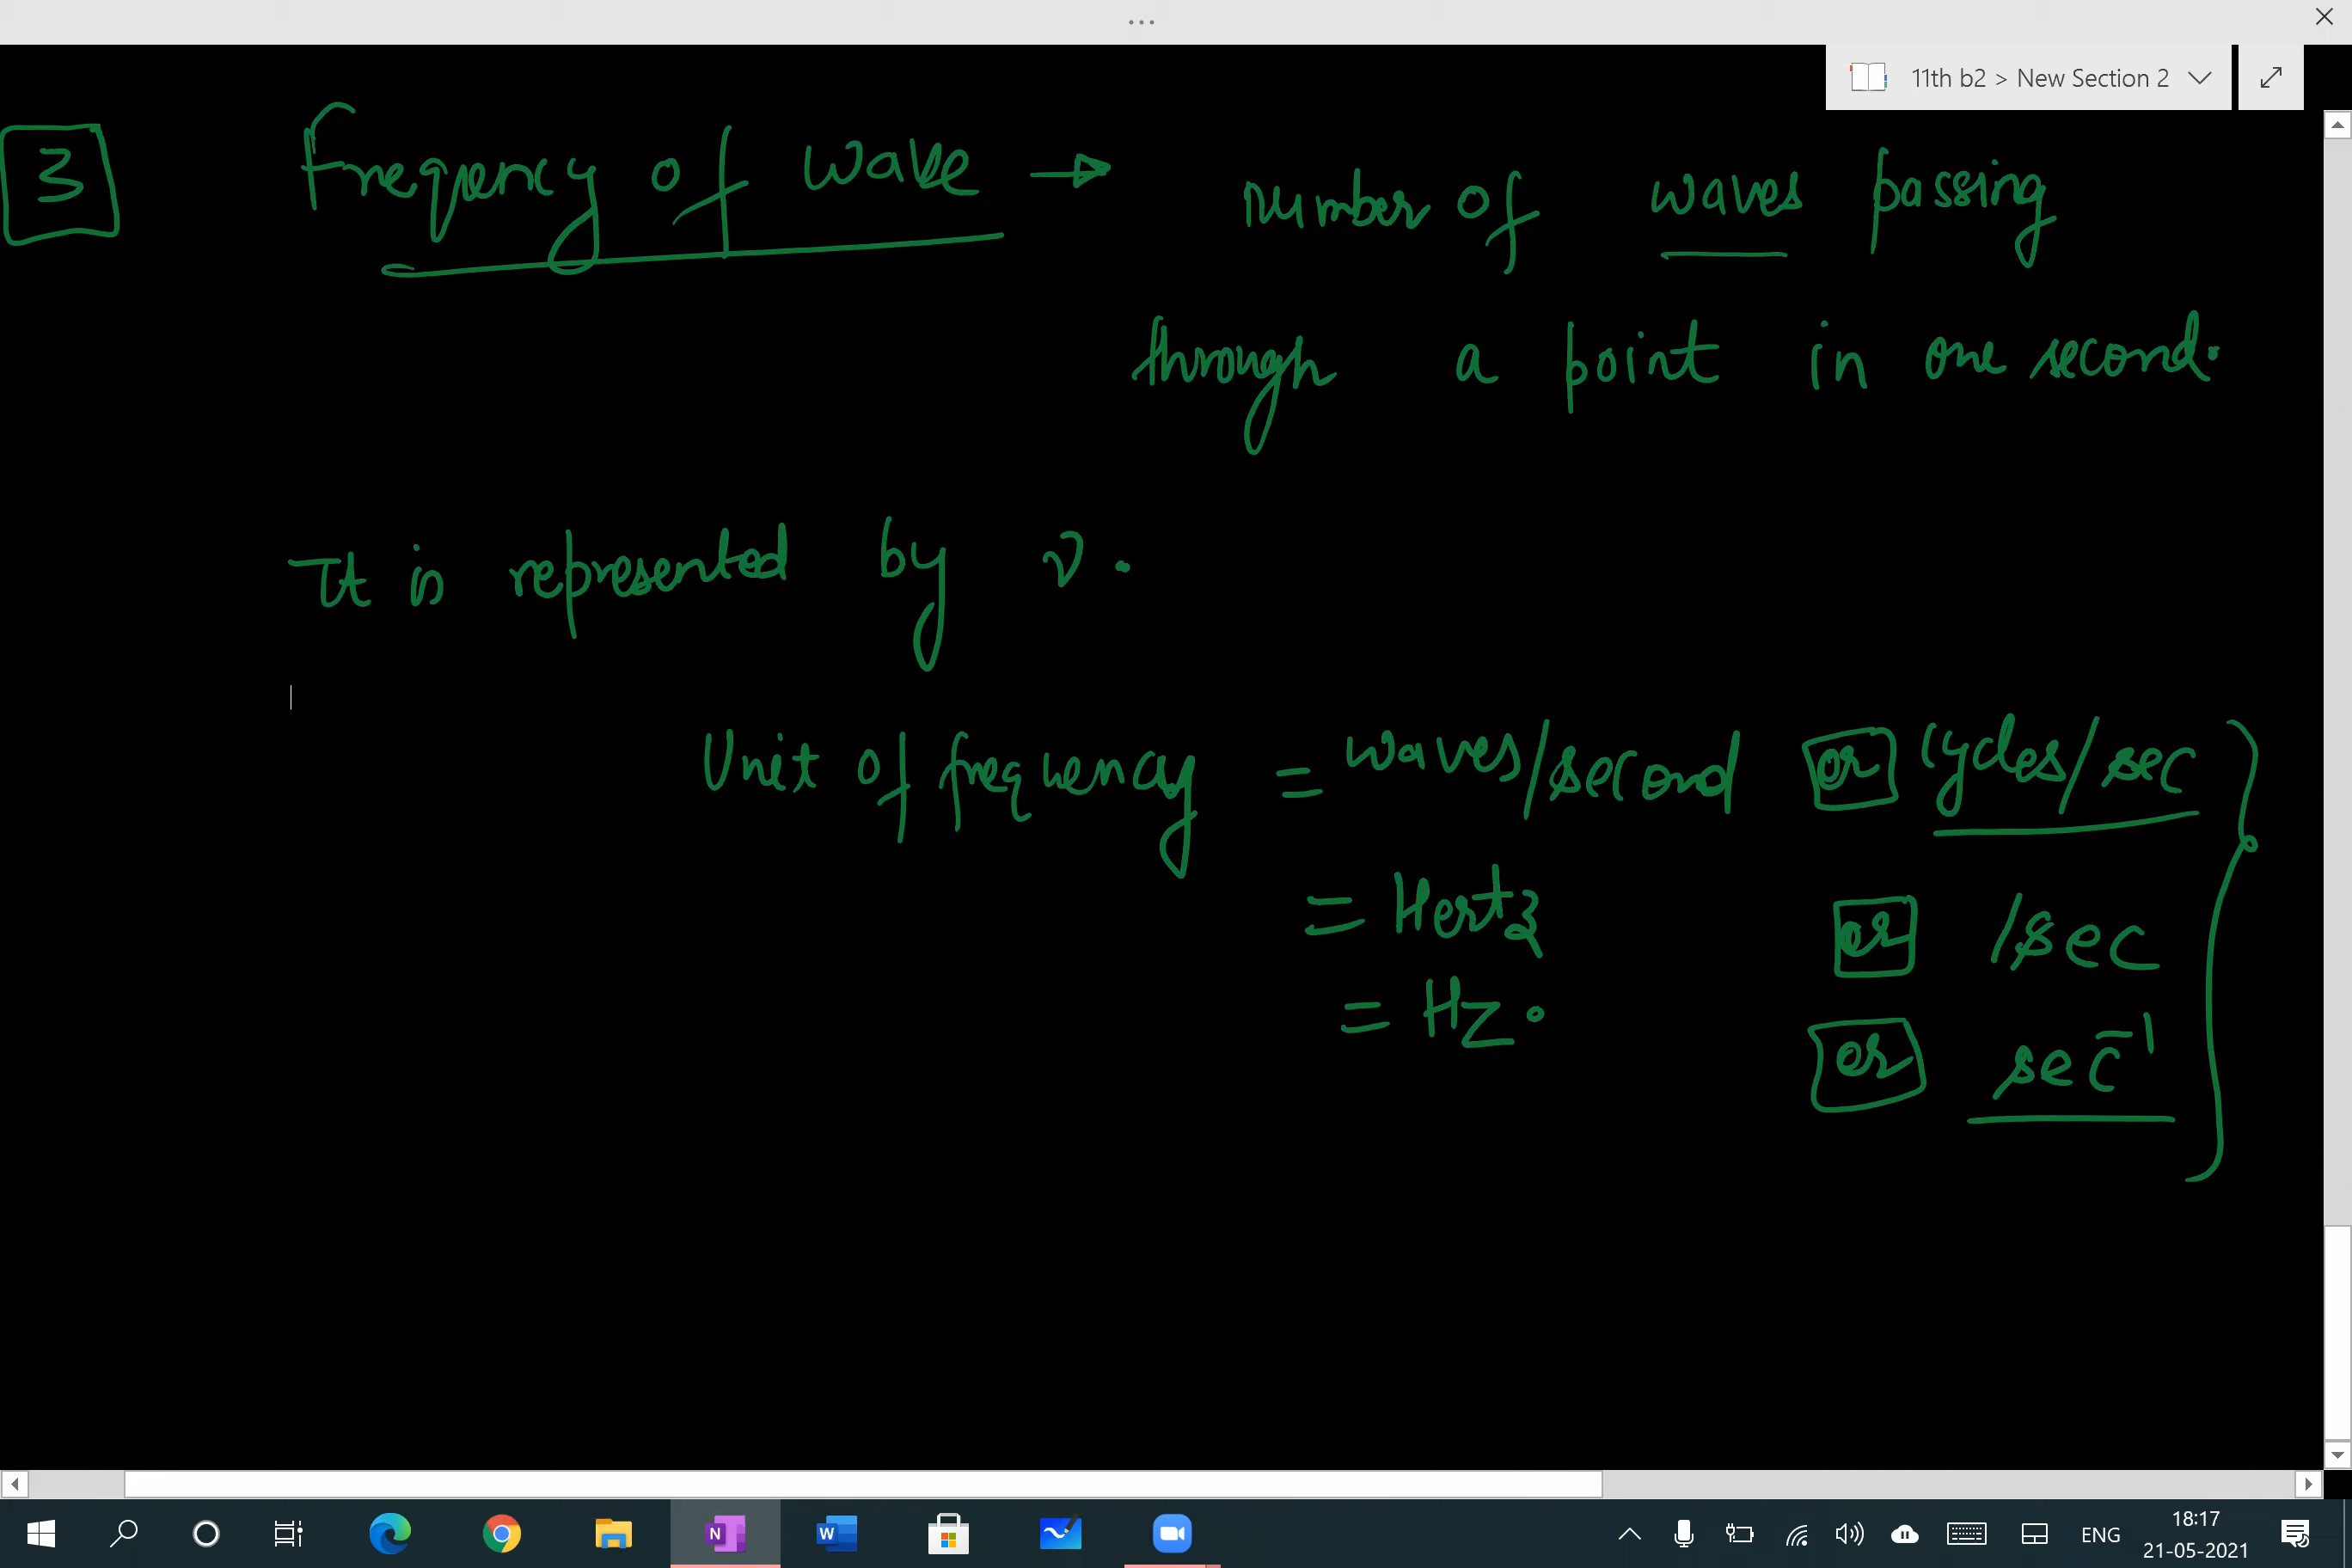 11th b2 > New Section 2
3 Frequency of wave → number of waves passing
through a point in one second.
It is represented by ν.
Unit of frequency = waves/second or cycles/sec
= Hertz or /sec
= Hz. or sec⁻¹
ENG
18:17
21-05-2021